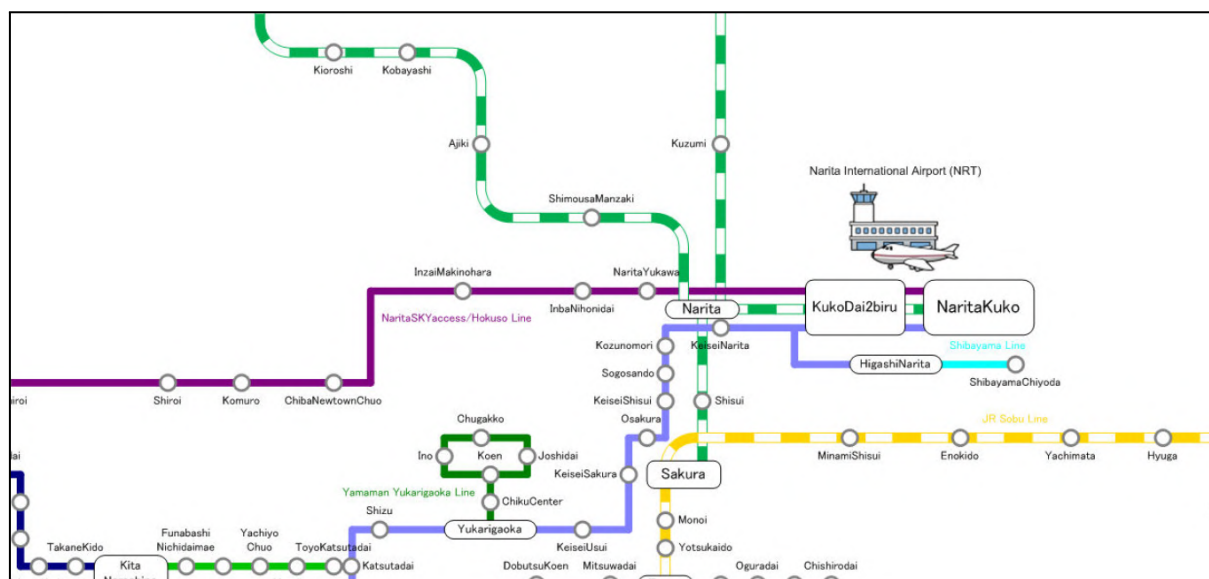 Kioroshi
Kobayashi
Ajiki
Kuzumi
Narita International Airport (NRT)
ShimousaManzaki
InzaiMakinohara
NaritaYukawa
InbaNihonidai
KukoDai2biru
NaritaKuko
Narita
NaritaSKYaccess/Hokuso Line
KeiseiNarita
Kozunomori
Shibayama Line
HigashiNarita
Sogosando
ShibayamaChiyoda
iroi
Shiroi
Komuro
ChibaNewtownChuo
KeiseiShisui
Shisui
Chugakko
Osakura
JR Sobu Line
dai
Ino
Koen
Joshidai
MinamiShisui
Enokido
Yachimata
Hyuga
KeiseiSakura
Sakura
Yamaman Yukarigaoka Line
ChikuCenter
Shizu
Monoi
Yukarigaoka
KeiseiUsui
Funabashi
Nichidaimae
Yachiyo
Chuo
ToyoKatsutadai
Yotsukaido
TakaneKido
Kita
Katsutadai
DobutsuKoen
Mitsuwadai
Oguradai
Chishirodai